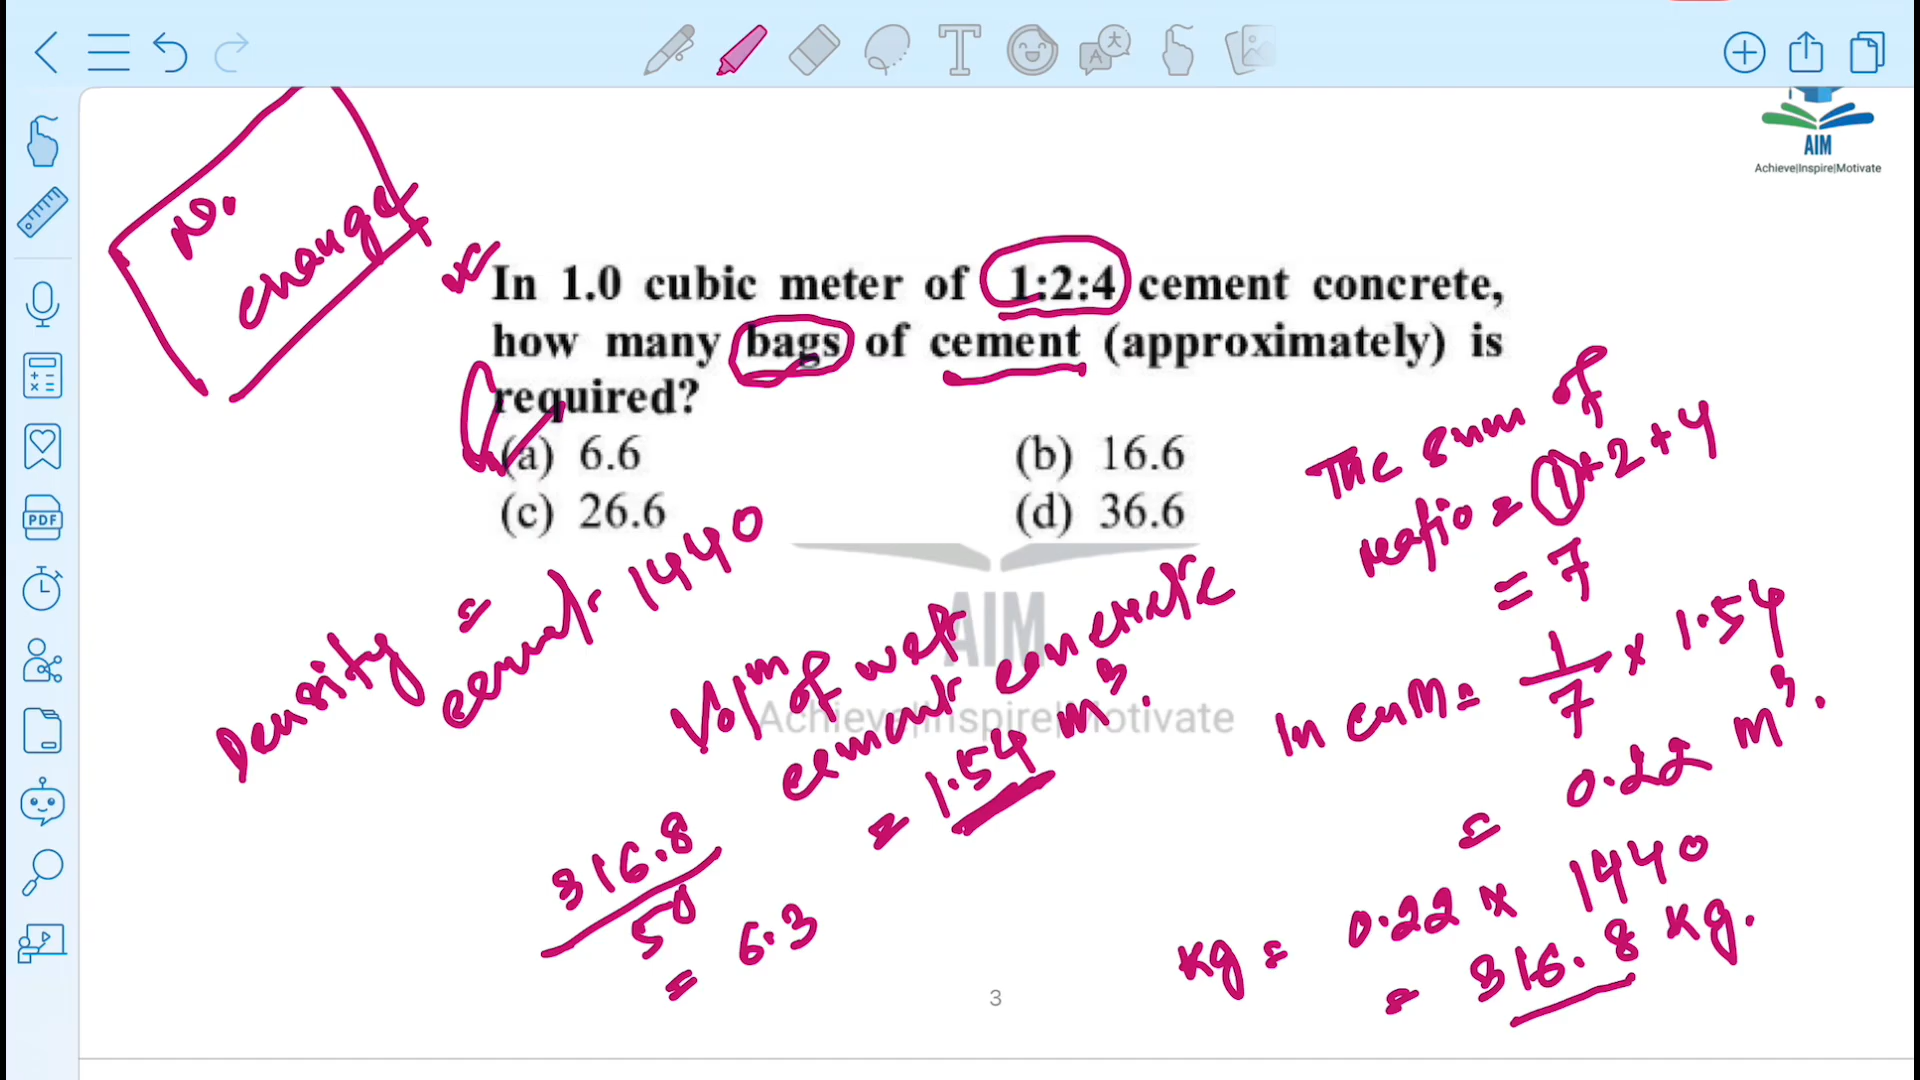 AIM
Achieve|Inspire|Motivate
No.
change
In 1.0 cubic meter of 1:2:4 cement concrete,
how many bags of cement (approximately) is
required?
(a) 6.6 (b) 16.6
(c) 26.6 (d) 36.6
The sum of
ratio = 1+2+4
= 7
Density =
1440
AIM
Achieve|Inspire|Motivate
of wet
concrete
= 1.54 m³.
In cum = 1/7 × 1.54
= 0.22 m³.
kg = 0.22 × 1440
= 316.8 kg.
316.8
50
= 6.3
3
PDF